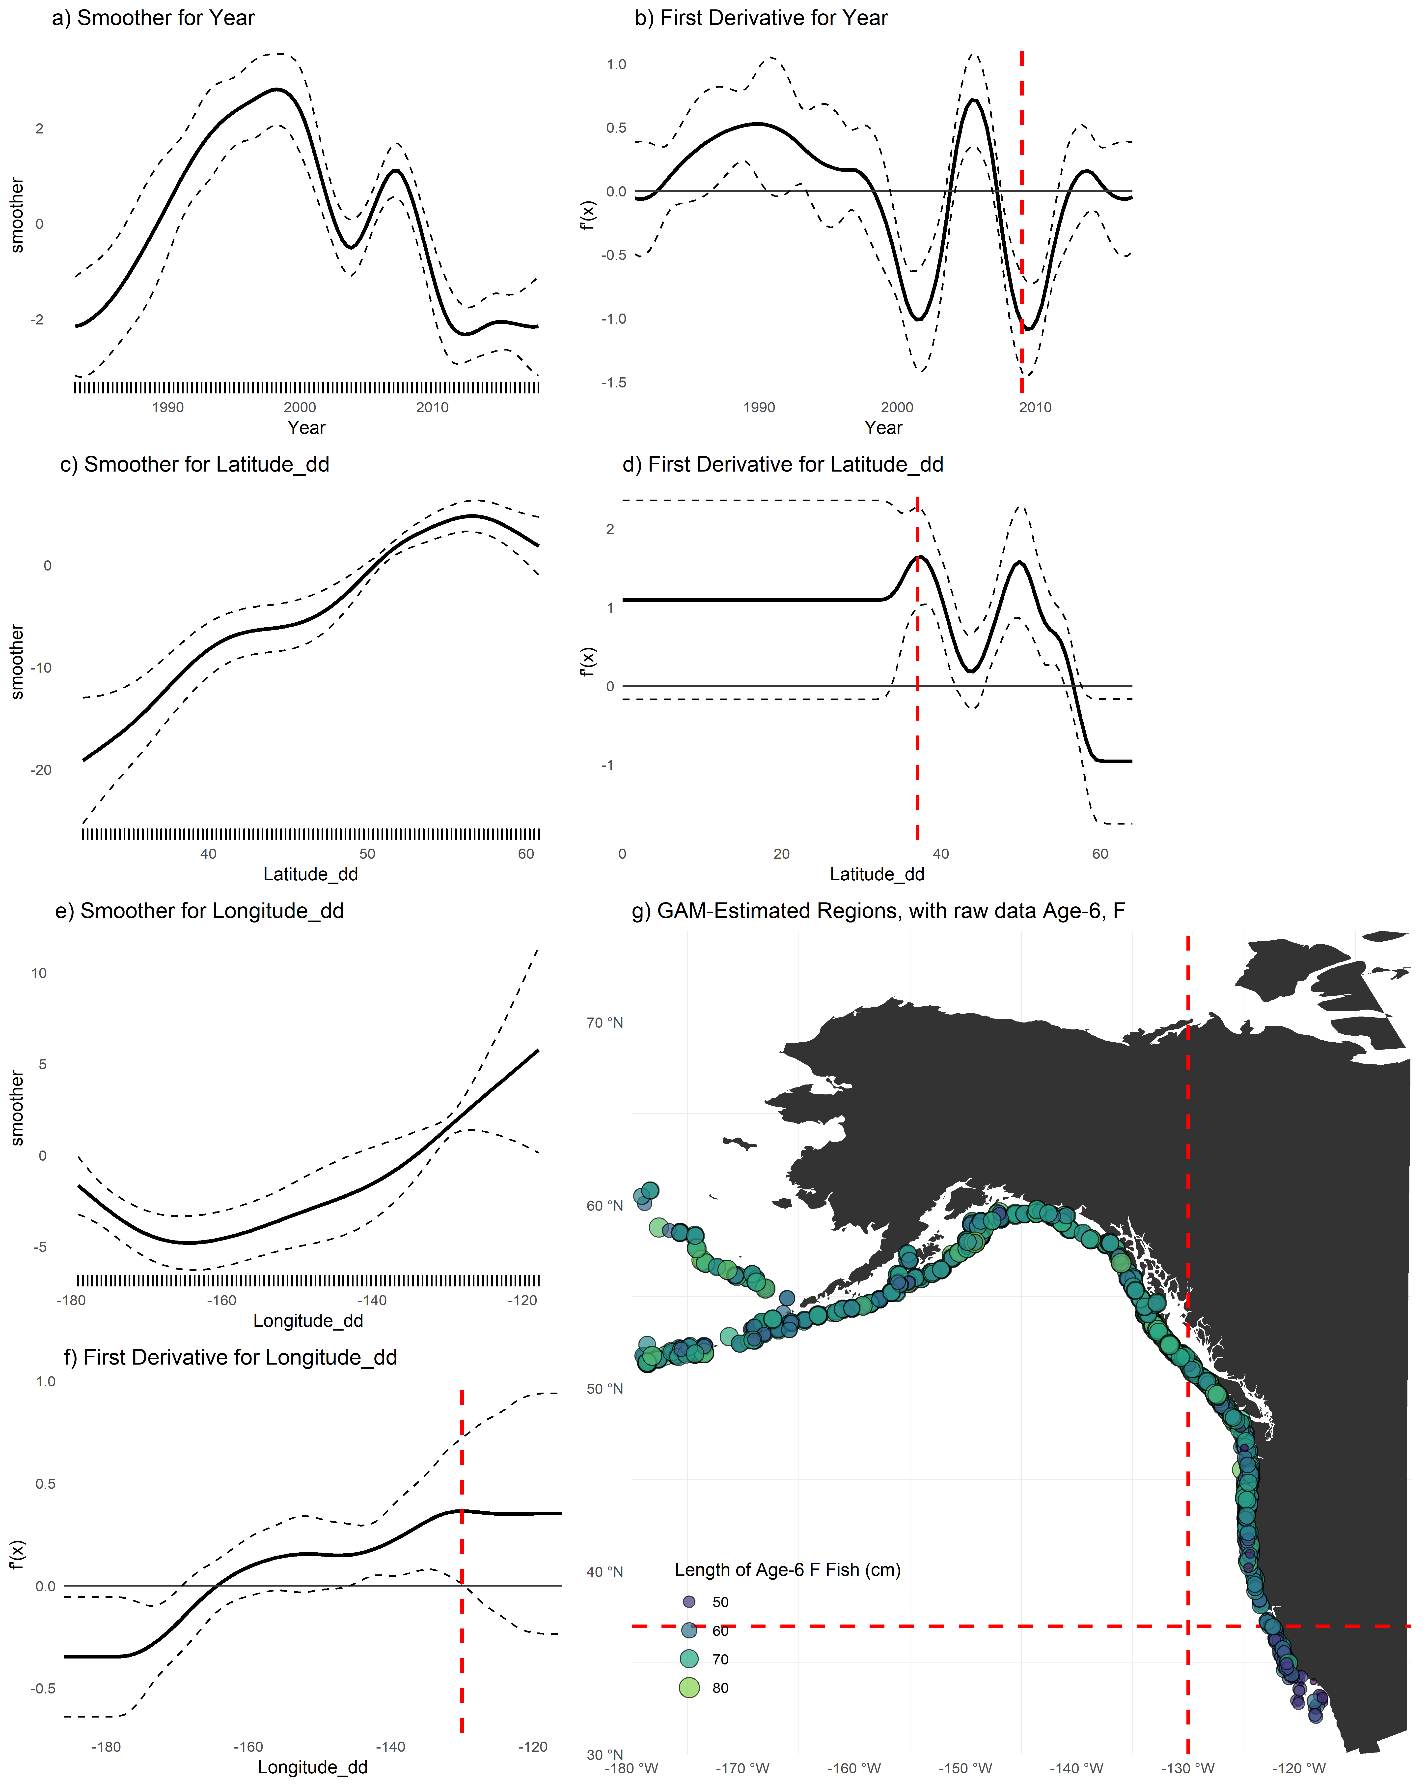 a) Smoother for Year
b) First Derivative for Year
smoother
2
0
-2
1990
2000
2010
Year
f'(x)
1.0
0.5
0.0
-0.5
-1.0
-1.5
1990
2000
2010
Year
c) Smoother for Latitude_dd
d) First Derivative for Latitude_dd
smoother
0
-10
-20
40
50
60
Latitude_dd
f'(x)
2
1
0
-1
0
20
40
60
Latitude_dd
e) Smoother for Longitude_dd
smoother
10
5
0
-5
-180
-160
-140
-120
Longitude_dd
f) First Derivative for Longitude_dd
f'(x)
1.0
0.5
0.0
-0.5
-180
-160
-140
-120
Longitude_dd
g) GAM-Estimated Regions, with raw data Age-6, F
70 °N
60 °N
50 °N
40 °N
30 °N
Length of Age-6 F Fish (cm)
50
60
70
80
-180 °W
-170 °W
-160 °W
-150 °W
-140 °W
-130 °W
-120 °W